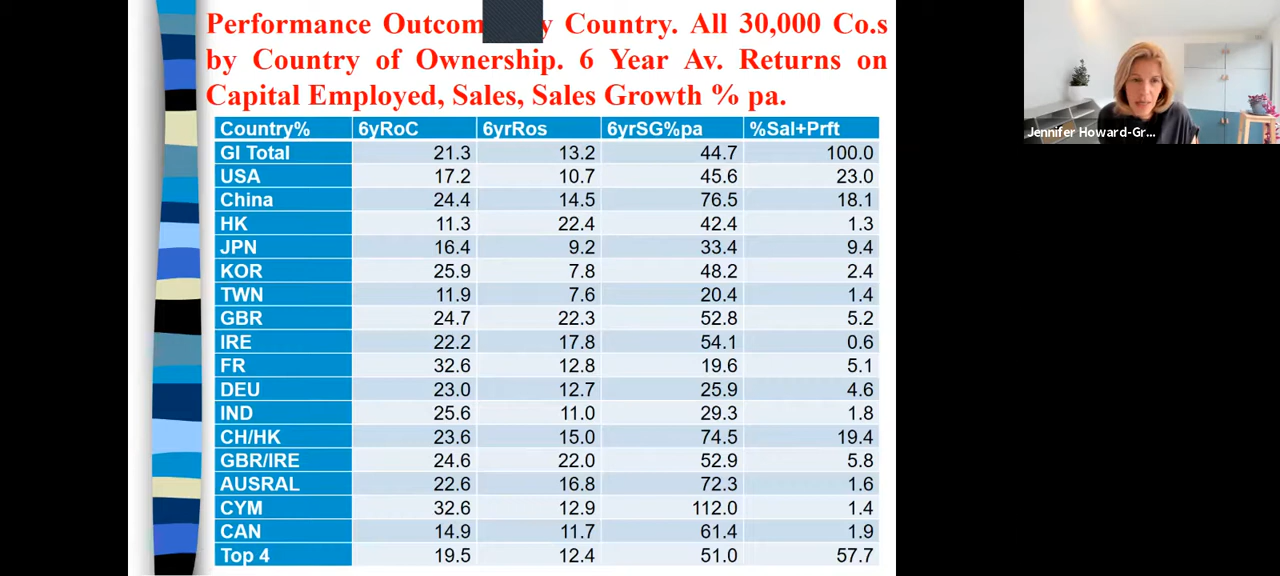 Performance Outcom y Country. All 30,000 Co.s
by Country of Ownership. 6 Year Av. Returns on
Capital Employed, Sales, Sales Growth % pa.
Country% 6yRoC 6yrRos 6yrSG%pa %Sal+Prft
GI Total 21.3 13.2 44.7 100.0
USA 17.2 10.7 45.6 23.0
China 24.4 14.5 76.5 18.1
HK 11.3 22.4 42.4 1.3
JPN 16.4 9.2 33.4 9.4
KOR 25.9 7.8 48.2 2.4
TWN 11.9 7.6 20.4 1.4
GBR 24.7 22.3 52.8 5.2
IRE 22.2 17.8 54.1 0.6
FR 32.6 12.8 19.6 5.1
DEU 23.0 12.7 25.9 4.6
IND 25.6 11.0 29.3 1.8
CH/HK 23.6 15.0 74.5 19.4
GBR/IRE 24.6 22.0 52.9 5.8
AUSRAL 22.6 16.8 72.3 1.6
CYM 32.6 12.9 112.0 1.4
CAN 14.9 11.7 61.4 1.9
Top 4 19.5 12.4 51.0 57.7
Jennifer Howard-Gr...